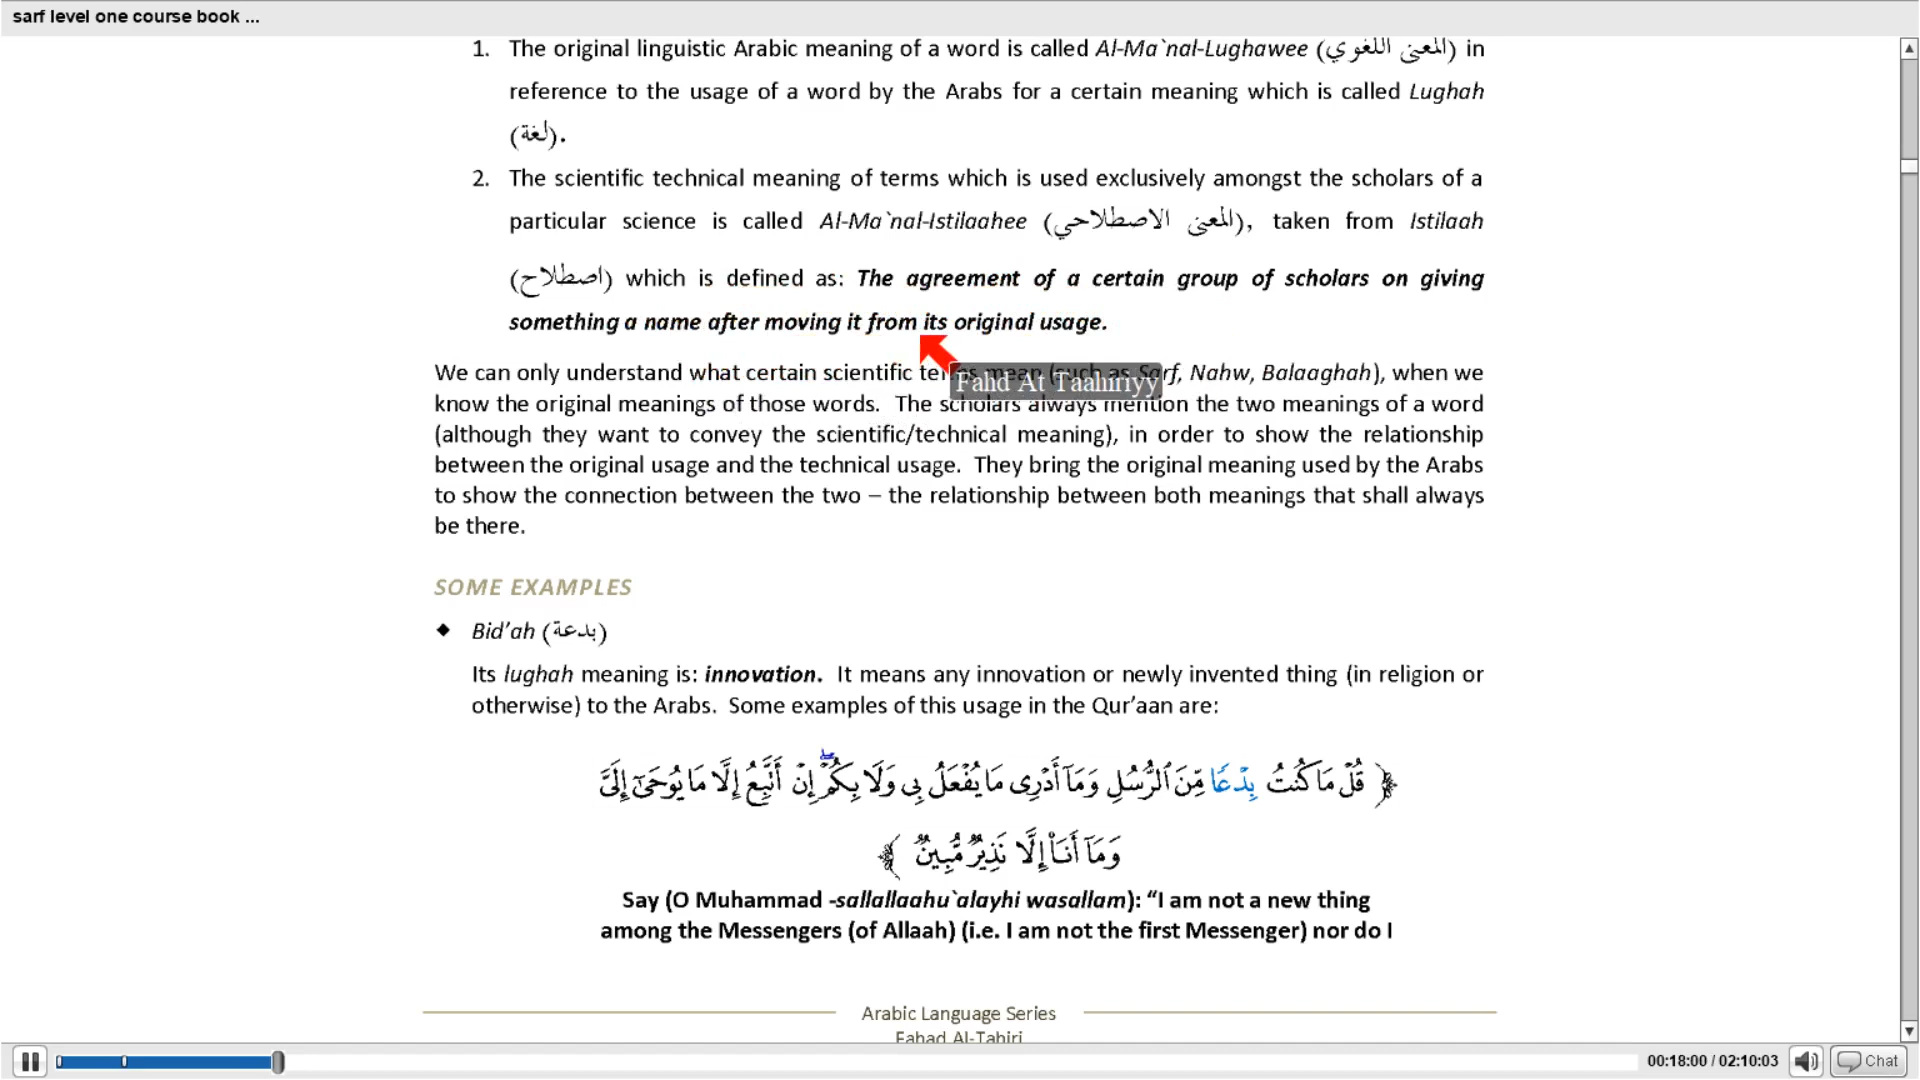 sarf level one course book ...
1. The original linguistic Arabic meaning of a word is called Al-Ma`nal-Lughawee (المعنى اللغوي) in
reference to the usage of a word by the Arabs for a certain meaning which is called Lughah
(لغة).
2. The scientific technical meaning of terms which is used exclusively amongst the scholars of a
particular science is called Al-Ma`nal-Istilaahee (المعنى الاصطلاحي), taken from Istilaah
(اصطلاح) which is defined as: The agreement of a certain group of scholars on giving
something a name after moving it from its original usage.
We can only understand what certain scientific terms mean (such as Sarf, Nahw, Balaaghah), when we
Fahd At Taahiriyy
know the original meanings of those words. The scholars always mention the two meanings of a word
(although they want to convey the scientific/technical meaning), in order to show the relationship
between the original usage and the technical usage. They bring the original meaning used by the Arabs
to show the connection between the two – the relationship between both meanings that shall always
be there.
SOME EXAMPLES
◆ Bid’ah (بدعة)
Its lughah meaning is: innovation. It means any innovation or newly invented thing (in religion or
otherwise) to the Arabs. Some examples of this usage in the Qur’aan are:
﴿ قُلْ مَا كُنتُ بِدْعًا مِّنَ ٱلرُّسُلِ وَمَآ أَدْرِى مَا يُفْعَلُ بِى وَلَا بِكُمْ ۖ إِنْ أَتَّبِعُ إِلَّا مَا يُوحَىٰٓ إِلَىَّ
وَمَآ أَنَا۠ إِلَّا نَذِيرٌ مُّبِينٌ ﴾
Say (O Muhammad -sallallaahu`alayhi wasallam): “I am not a new thing
among the Messengers (of Allaah) (i.e. I am not the first Messenger) nor do I
Arabic Language Series
Fahad Al-Tahiri
00:18:00 / 02:10:03
Chat